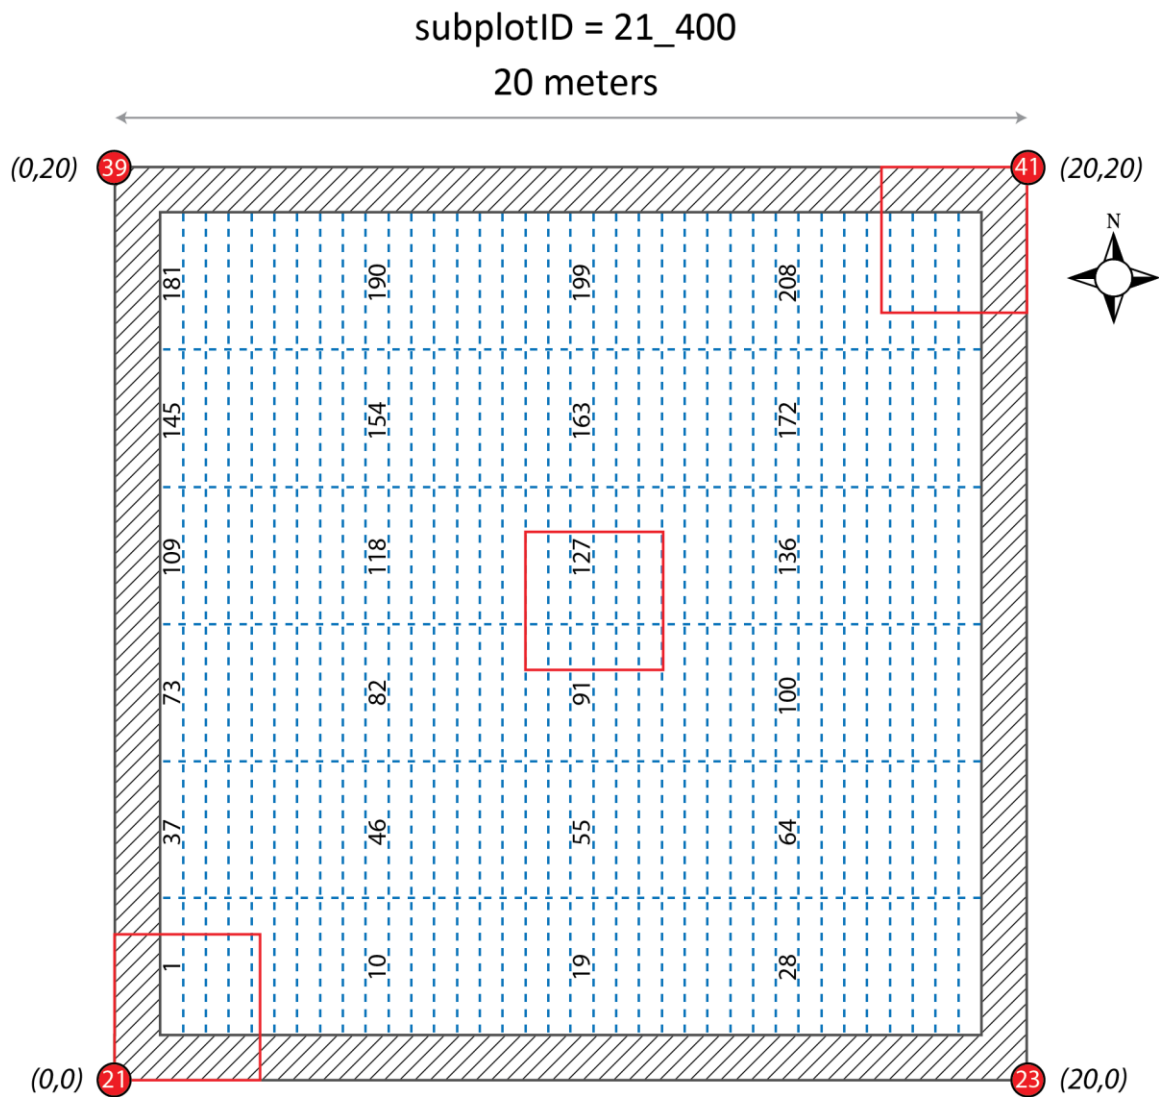 subplotID = 21_400
20 meters
(0,20) 39 41 (20,20)
N
181 190 199 208
145 154 163 172
109 118 127 136
73 82 91 100
37 46 55 64
1 10 19 28
(0,0) 21 23 (20,0)